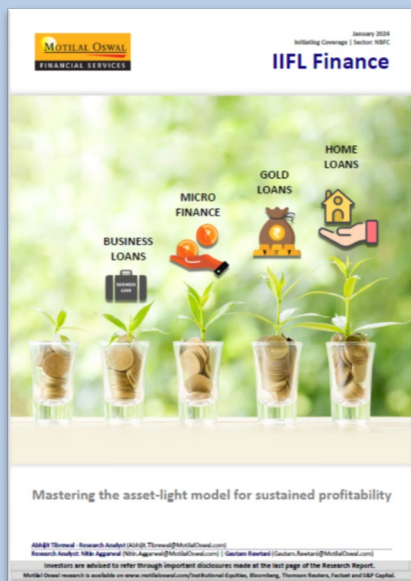 MOTILAL OSWAL
FINANCIAL SERVICES
January 2024
Initiating Coverage | Sector: NBFC
IIFL Finance
HOME
LOANS
GOLD
LOANS
MICRO
FINANCE
BUSINESS
LOANS
BUSINESS
LOAN
Mastering the asset-light model for sustained profitability
Abhijit Tibrewal - Research Analyst (Abhijit.Tibrewal@MotilalOswal.com)
Research Analyst: Nitin Aggarwal (Nitin.Aggarwal@MotilalOswal.com) | Gautam Rawtani (Gautam.Rawtani@MotilalOswal.com)
Investors are advised to refer through important disclosures made at the last page of the Research Report.
Motilal Oswal research is available on www.motilaloswal.com/Institutional-Equities, Bloomberg, Thomson Reuters, Factset and S&P Capital.